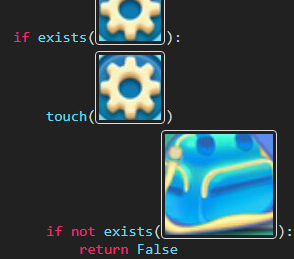 if exists():
touch()
if not exists():
return False